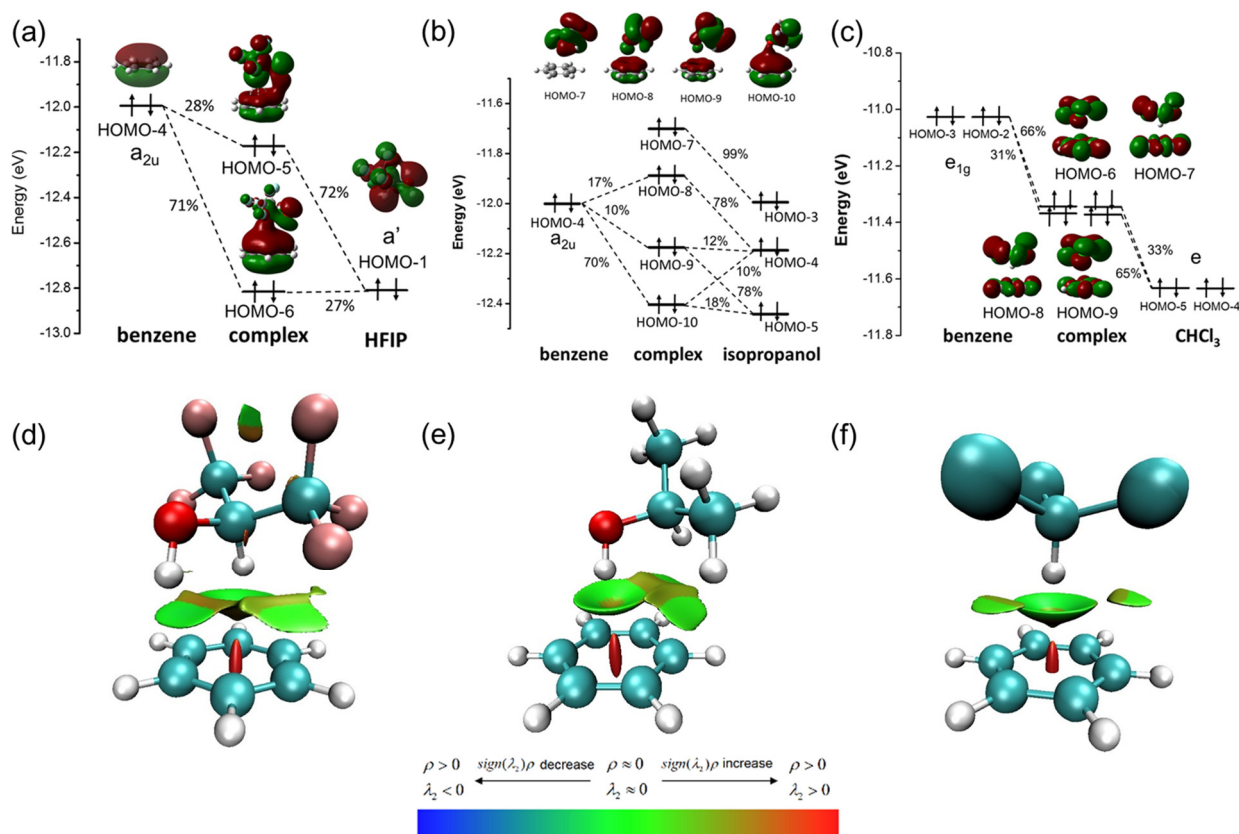 (a)
-11.8
-12.0
-12.2
-12.4
-12.6
-12.8
-13.0
Energy (eV)
HOMO-4
a2u
28%
71%
HOMO-5
72%
HOMO-6
27%
a'
HOMO-1
benzene
complex
HFIP
(b)
HOMO-7
HOMO-8
HOMO-9
HOMO-10
-11.6
-12.0
-12.4
Energy (eV)
HOMO-4
a2u
17%
10%
70%
HOMO-7
HOMO-8
HOMO-9
HOMO-10
99%
78%
12%
10%
78%
18%
HOMO-3
HOMO-4
HOMO-5
benzene
complex
isopropanol
(c)
-10.8
-11.0
-11.2
-11.4
-11.6
-11.8
Energy (eV)
HOMO-3
HOMO-2
e1g
66%
31%
HOMO-6
HOMO-7
HOMO-8
HOMO-9
33%
65%
e
HOMO-5
HOMO-4
benzene
complex
CHCl3
(d)
(e)
(f)
ρ > 0
λ2 < 0
sign(λ2)ρ decrease
ρ ≈ 0
λ2 ≈ 0
sign(λ2)ρ increase
ρ > 0
λ2 > 0